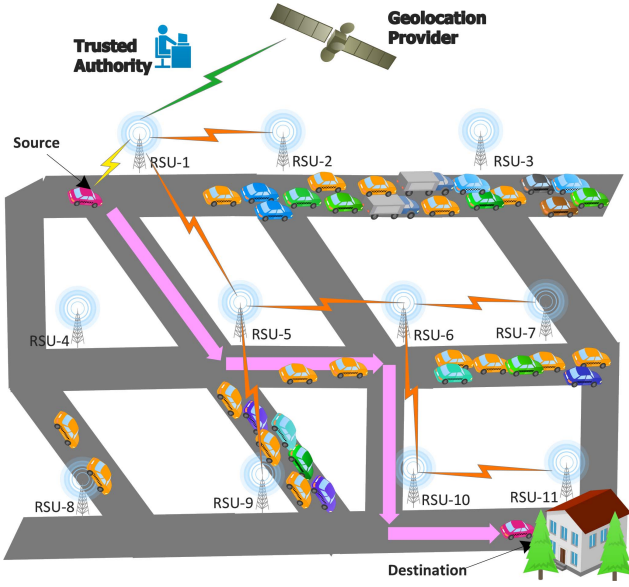 Geolocation
Provider
Trusted
Authority
Source
RSU-1
RSU-2
RSU-3
RSU-4
RSU-5
RSU-6
RSU-7
RSU-8
RSU-9
RSU-10
RSU-11
Destination